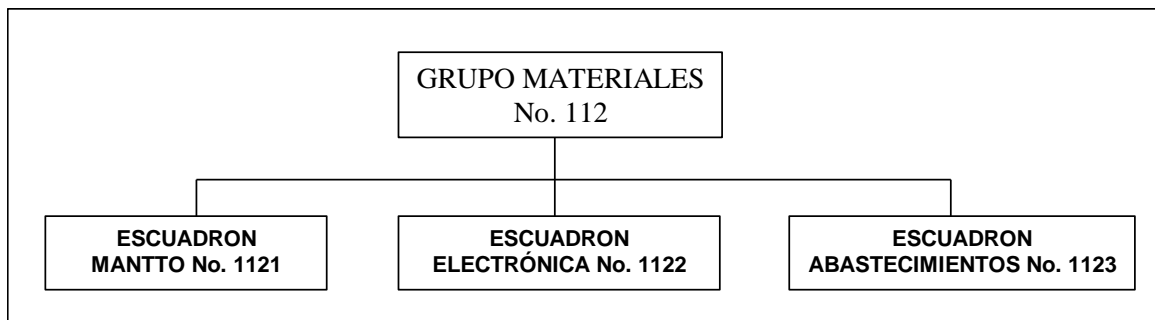 GRUPO MATERIALES
No. 112
ESCUADRON
MANTTO No. 1121
ESCUADRON
ELECTRÓNICA No. 1122
ESCUADRON
ABASTECIMIENTOS No. 1123